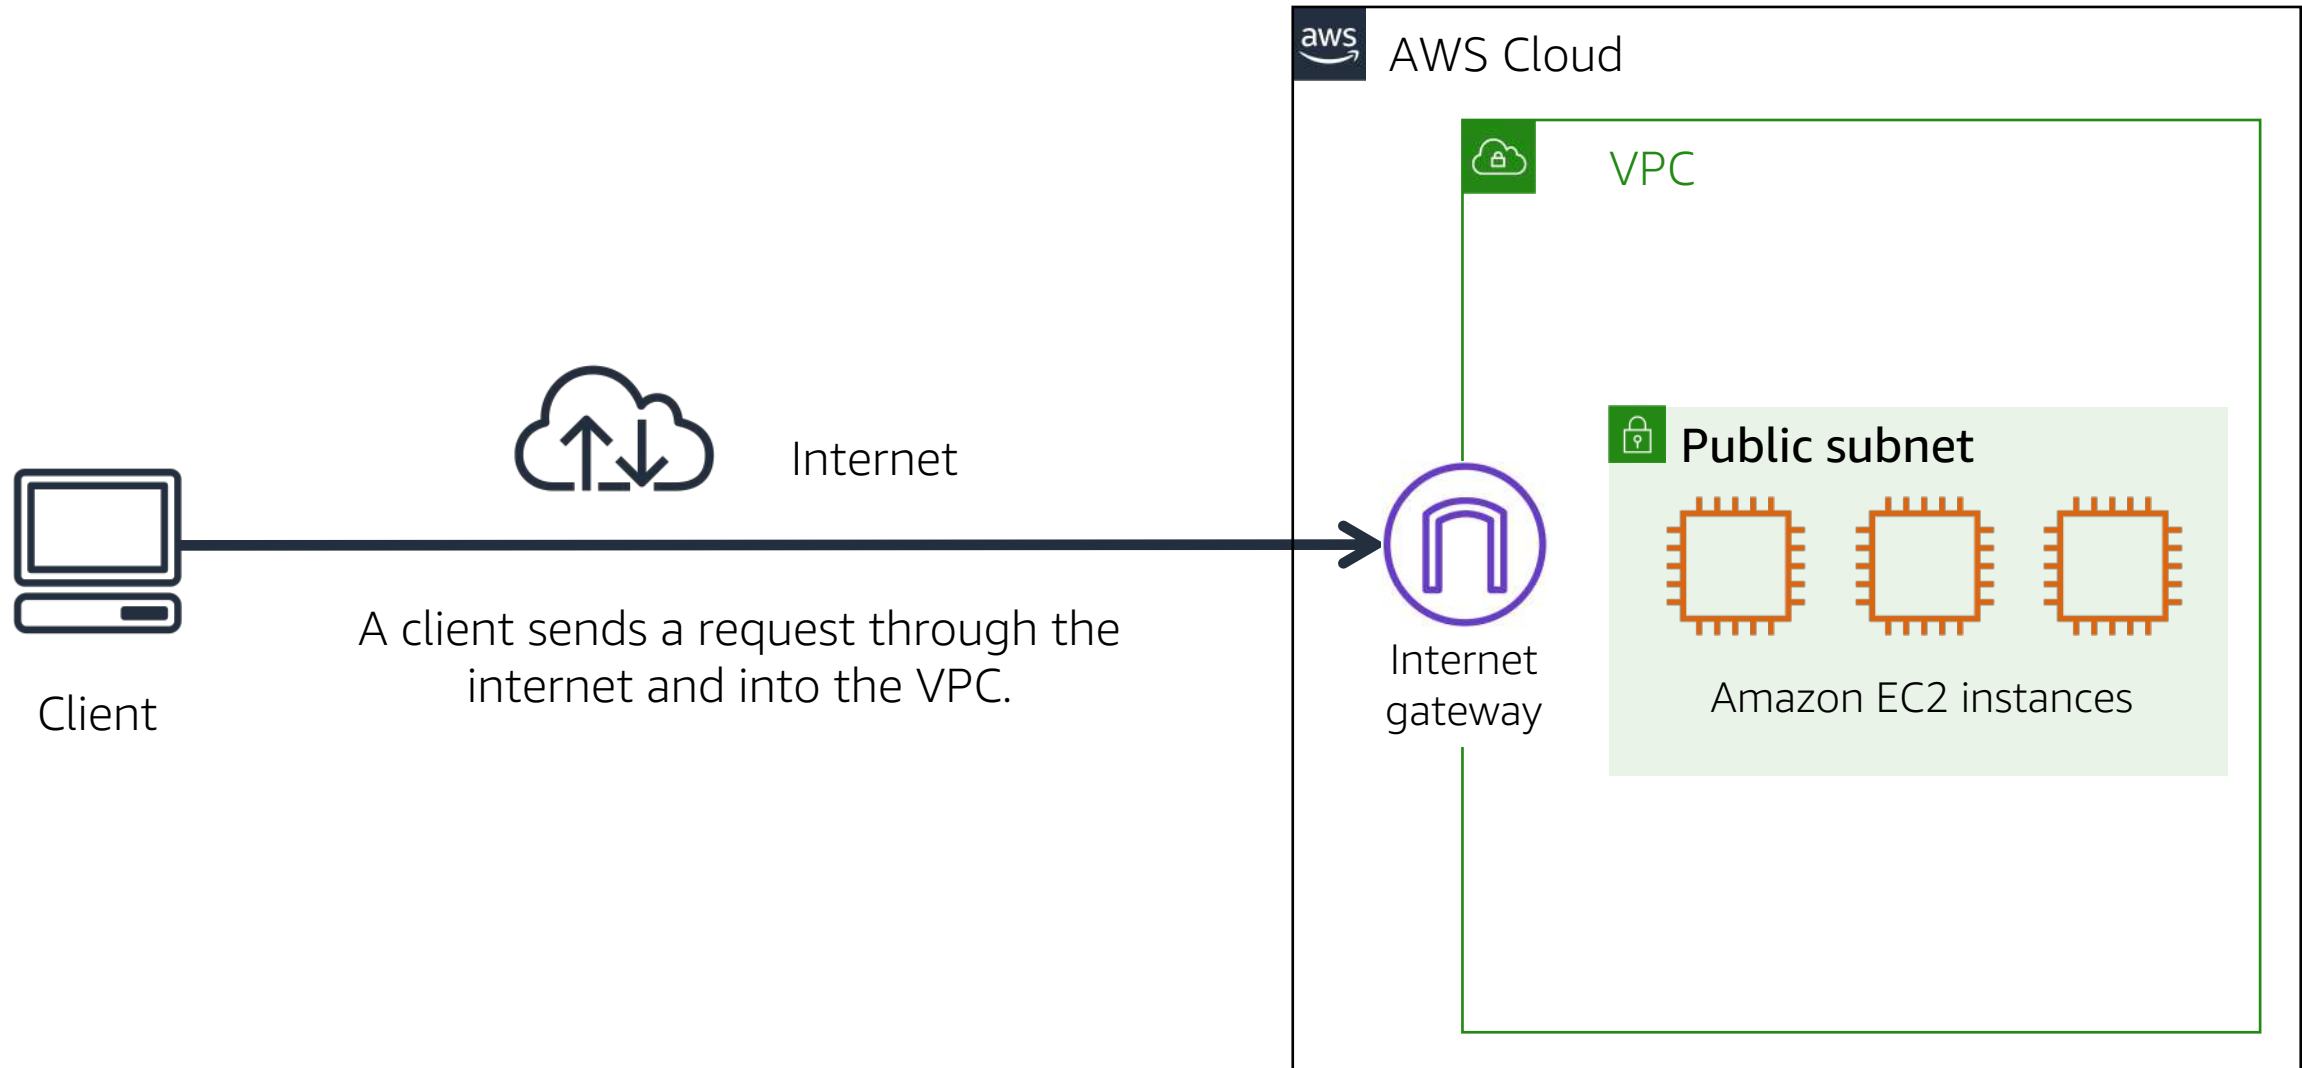 aws
AWS Cloud
VPC
Internet
Public subnet
A client sends a request through the
internet and into the VPC.
Client
Internet
gateway
Amazon EC2 instances